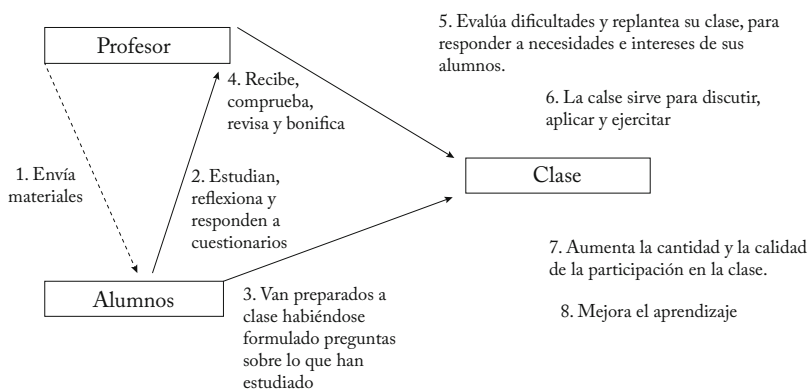 Profesor
5. Evalúa dificultades y replantea su clase, para
responder a necesidades e intereses de sus
alumnos.
4. Recibe,
comprueba,
revisa y bonifica
6. La calse sirve para discutir,
aplicar y ejercitar
1. Envía
materiales
2. Estudian,
reflexiona y
responden a
cuestionarios
Clase
Alumnos
3. Van preparados a
clase habiéndose
formulado preguntas
sobre lo que han
estudiado
7. Aumenta la cantidad y la calidad
de la participación en la clase.
8. Mejora el aprendizaje